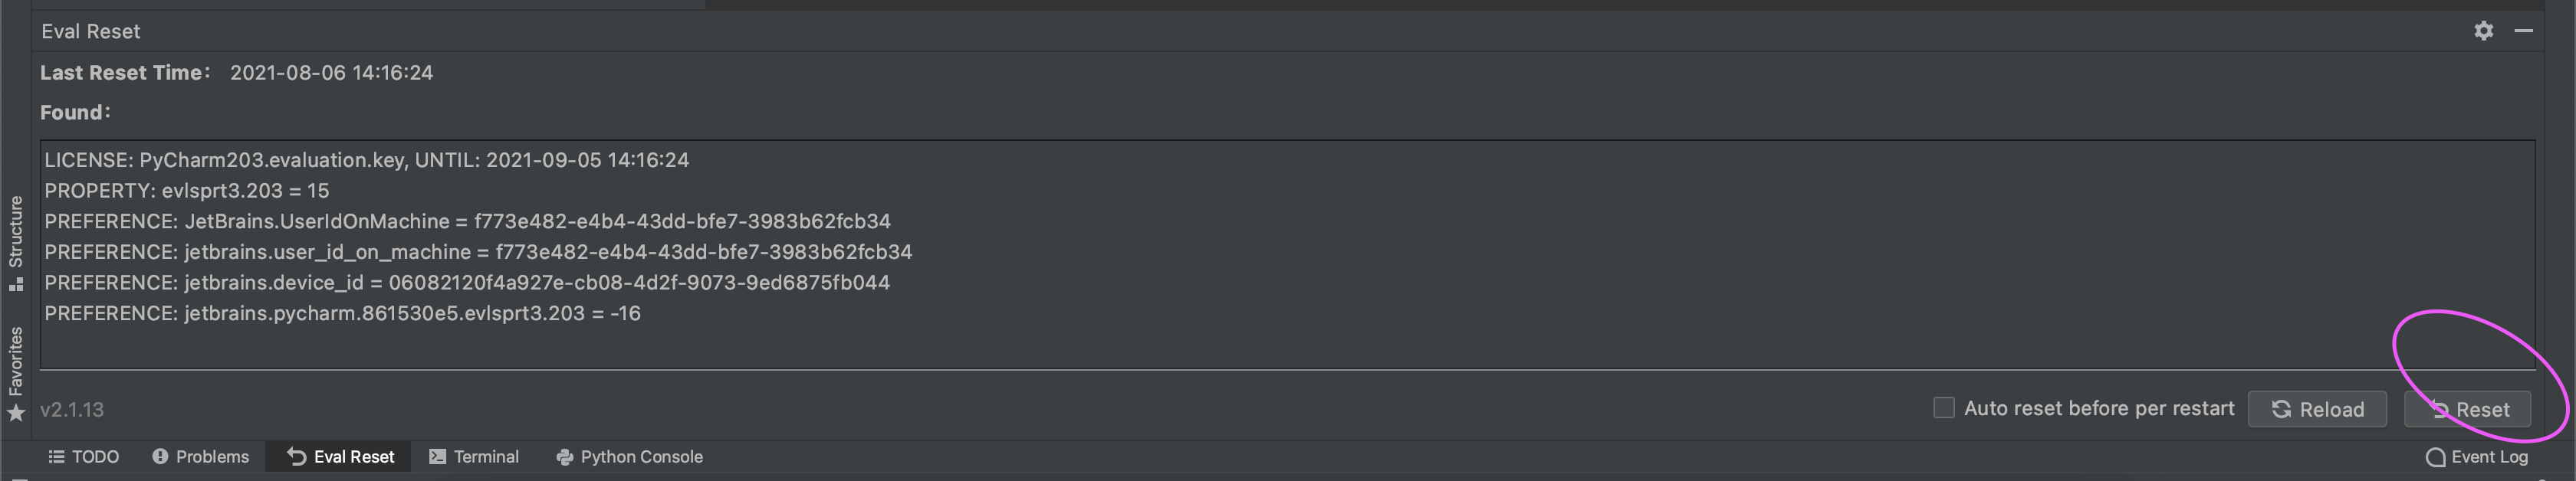 Eval Reset
Last Reset Time: 2021-08-06 14:16:24
Found:
LICENSE: PyCharm203.evaluation.key, UNTIL: 2021-09-05 14:16:24
PROPERTY: evlsprt3.203 = 15
PREFERENCE: JetBrains.UserIdOnMachine = f773e482-e4b4-43dd-bfe7-3983b62fcb34
PREFERENCE: jetbrains.user_id_on_machine = f773e482-e4b4-43dd-bfe7-3983b62fcb34
PREFERENCE: jetbrains.device_id = 06082120f4a927e-cb08-4d2f-9073-9ed6875fb044
PREFERENCE: jetbrains.pycharm.861530e5.evlsprt3.203 = -16
Structure
Favorites
v2.1.13 Auto reset before per restart Reload Reset
TODO Problems Eval Reset Terminal Python Console Event Log